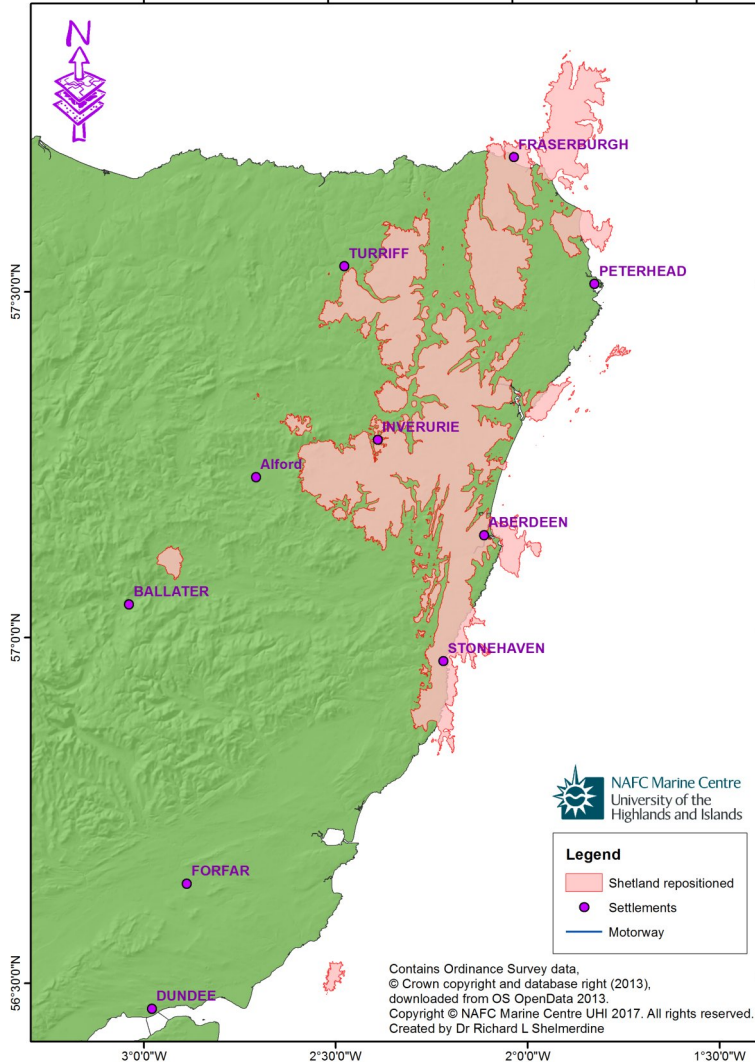 N
FRASERBURGH
TURRIFF
PETERHEAD
57°30'0"N
INVERURIE
Alford
ABERDEEN
BALLATER
57°0'0"N
STONEHAVEN
NAFC Marine Centre
University of the
Highlands and Islands
Legend
Shetland repositioned
Settlements
Motorway
FORFAR
Contains Ordinance Survey data,
© Crown copyright and database right (2013),
downloaded from OS OpenData 2013.
Copyright © NAFC Marine Centre UHI 2017. All rights reserved.
Created by Dr Richard L Shelmerdine
56°30'0"N
DUNDEE
3°0'0"W 2°30'0"W 2°0'0"W 1°30'0"W